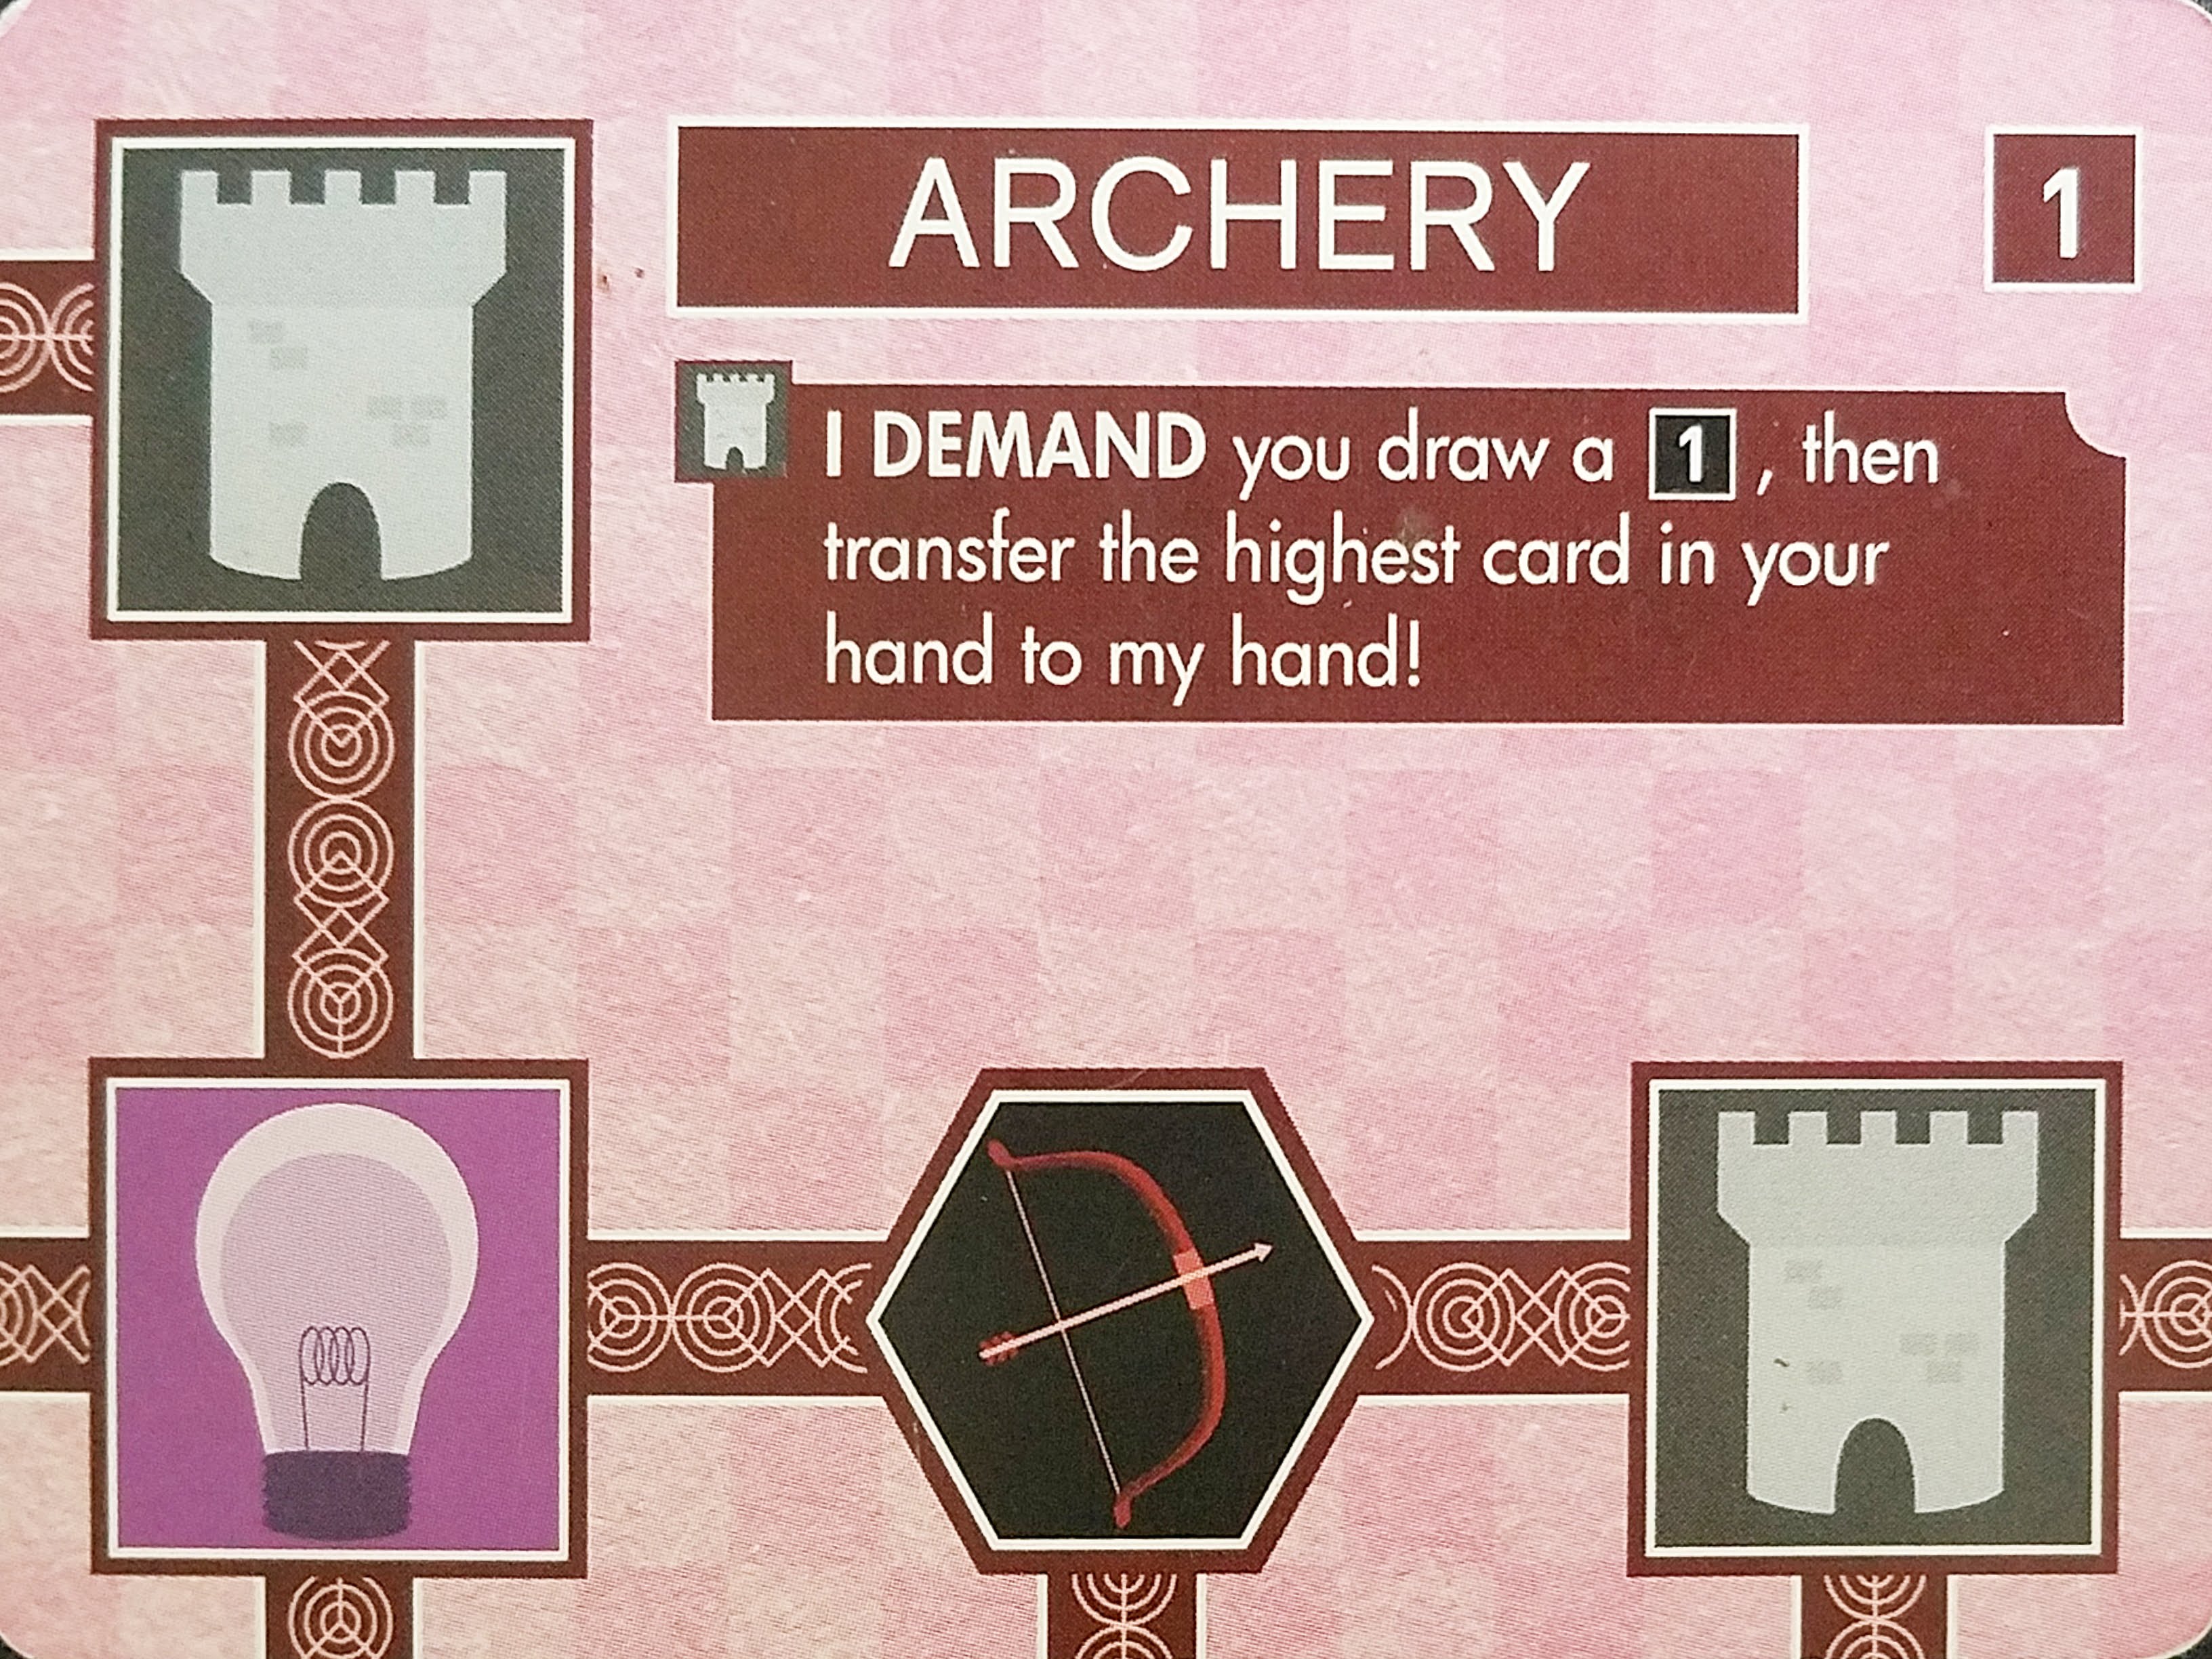 ARCHERY
1
I DEMAND you draw a 1, then
transfer the highest card in your
hand to my hand!